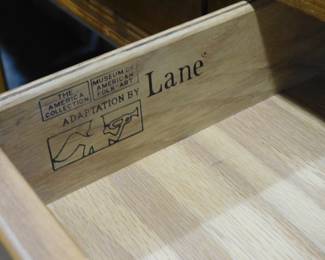 THE
AMERICA
COLLECTION
MUSEUM OF
AMERICAN
FOLK ART
ADAPTATION BY
Lane